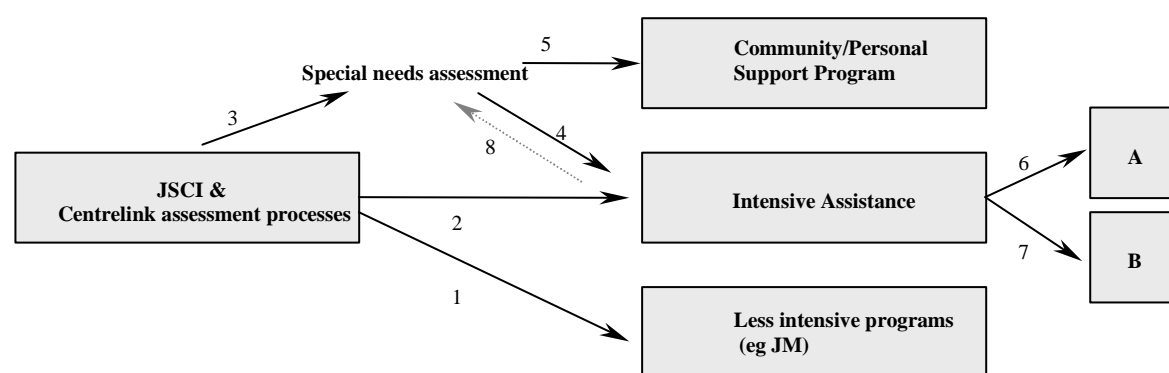 5
Community/Personal
Support Program
Special needs assessment
3
4
8
6
A
JSCI &
Centrelink assessment processes
Intensive Assistance
2
7
B
1
Less intensive programs
(eg JM)